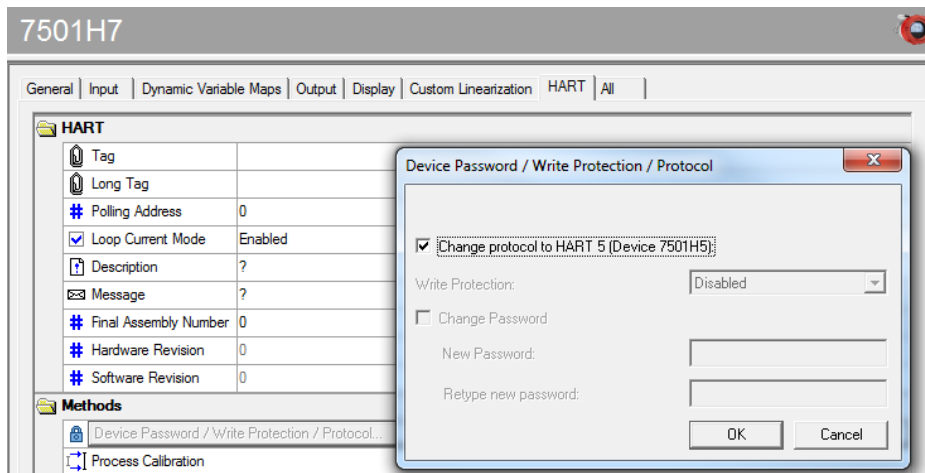 7501H7
General Input Dynamic Variable Maps Output Display Custom Linearization HART All
HART
Tag
Long Tag
Polling Address 0
Loop Current Mode Enabled
Description ?
Message ?
Final Assembly Number 0
Hardware Revision 0
Software Revision 0
Methods
Device Password / Write Protection / Protocol...
Process Calibration
Device Password / Write Protection / Protocol
Change protocol to HART 5 (Device 7501H5);
Write Protection: Disabled
Change Password
New Password:
Retype new password:
OK Cancel